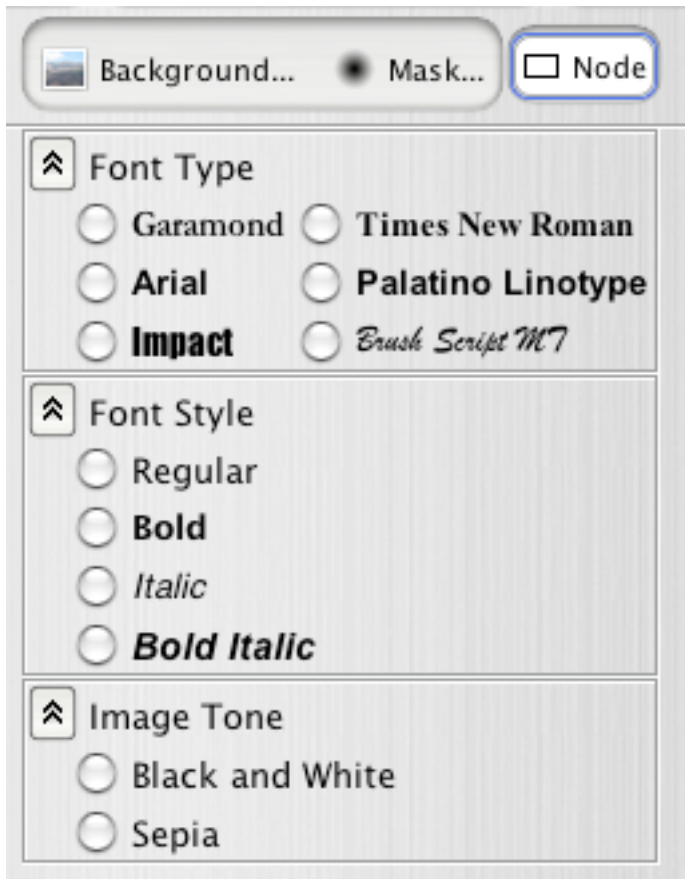 Background... Mask... Node
Font Type
Garamond Times New Roman
Arial Palatino Linotype
Impact Brush Script MT
Font Style
Regular
Bold
Italic
Bold Italic
Image Tone
Black and White
Sepia